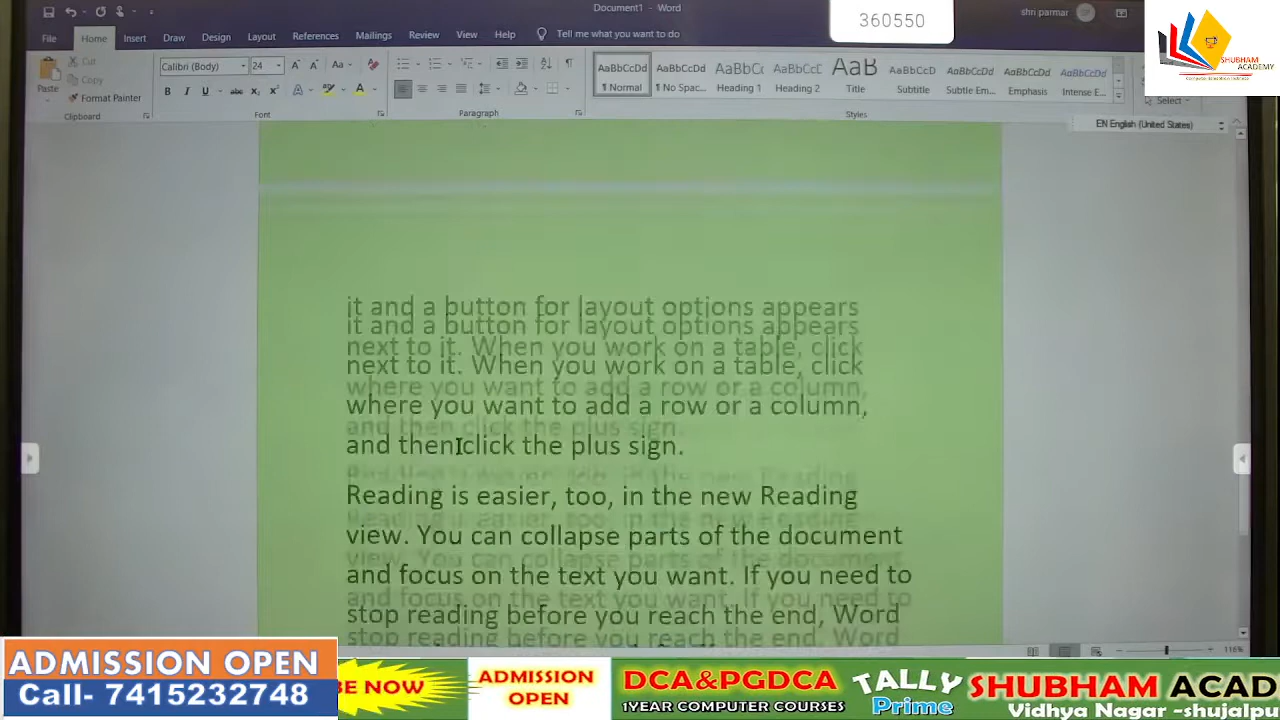 Document1 - Word
360550
shri parmar
SHUBHAM
ACADEMY
File Home Insert Draw Design Layout References Mailings Review View Help Tell me what you want to do
Cut
Copy
Format Painter
Paste
Clipboard
Calibri (Body) 24
Font
Paragraph
AaBbCcDd AaBbCcDd AaBbC AaBbCcC AaB AaBbCcD AaBbCcDd AaBbCcDd AaBbCcDd
¶ Normal ¶ No Spac... Heading 1 Heading 2 Title Subtitle Subtle Em... Emphasis Intense E...
Styles
Select
EN English (United States)
it and a button for layout options appears
next to it. When you work on a table, click
where you want to add a row or a column,
and then click the plus sign.
Reading is easier, too, in the new Reading
view. You can collapse parts of the document
and focus on the text you want. If you need to
stop reading before you reach the end, Word
116%
ADMISSION OPEN
Call- 7415232748
BE NOW
ADMISSION
OPEN
DCA&PGDCA
1YEAR COMPUTER COURSES
TALLY
Prime
SHUBHAM ACAD
Vidhya Nagar -shujalpu